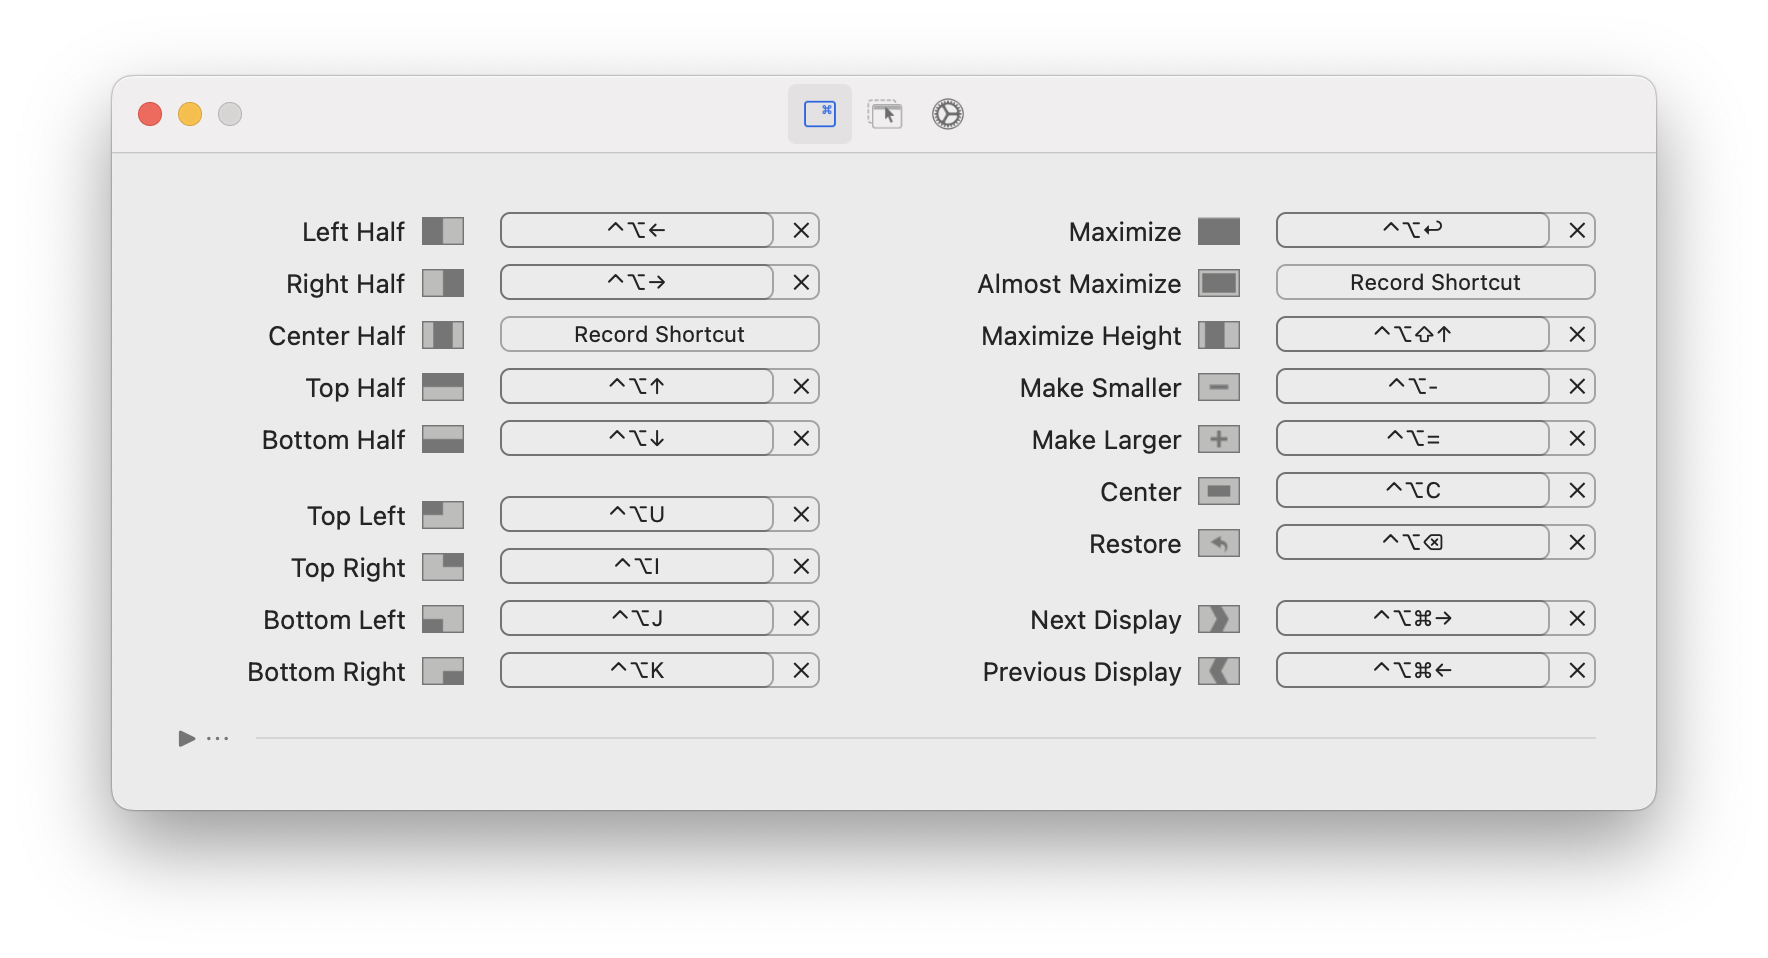 Left Half ^⌥←
Right Half ^⌥→
Center Half Record Shortcut
Top Half ^⌥↑
Bottom Half ^⌥↓
Top Left ^⌥U
Top Right ^⌥I
Bottom Left ^⌥J
Bottom Right ^⌥K
Maximize ^⌥↩
Almost Maximize Record Shortcut
Maximize Height ^⌥⇧↑
Make Smaller ^⌥-
Make Larger ^⌥=
Center ^⌥C
Restore ^⌥⌫
Next Display ^⌥⌘→
Previous Display ^⌥⌘←
...